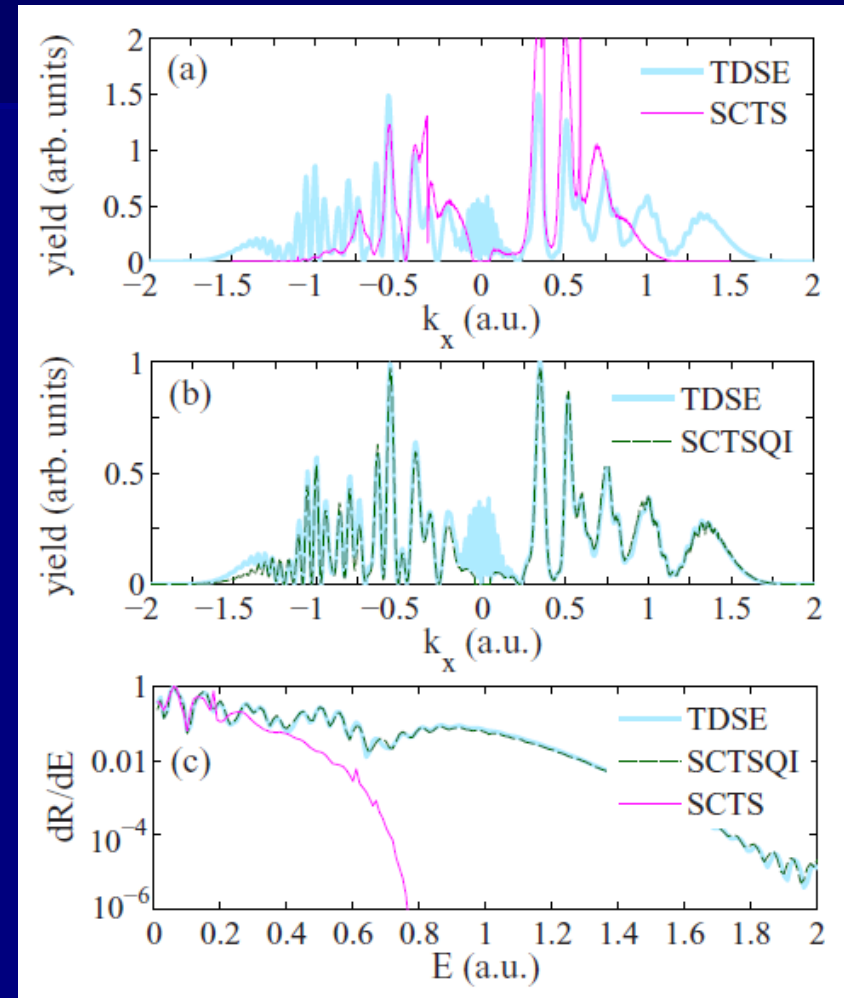 2
(a)
TDSE
SCTS
1.5
1
0.5
0
yield (arb. units)
−2 −1.5 −1 −0.5 0 0.5 1 1.5 2
k_x (a.u.)
1
(b)
TDSE
SCTSQI
0.5
0
yield (arb. units)
−2 −1.5 −1 −0.5 0 0.5 1 1.5 2
k_x (a.u.)
1
TDSE
SCTSQI
SCTS
0.01
(c)
10⁻⁴
10⁻⁶
dR/dE
0 0.2 0.4 0.6 0.8 1 1.2 1.4 1.6 1.8 2
E (a.u.)